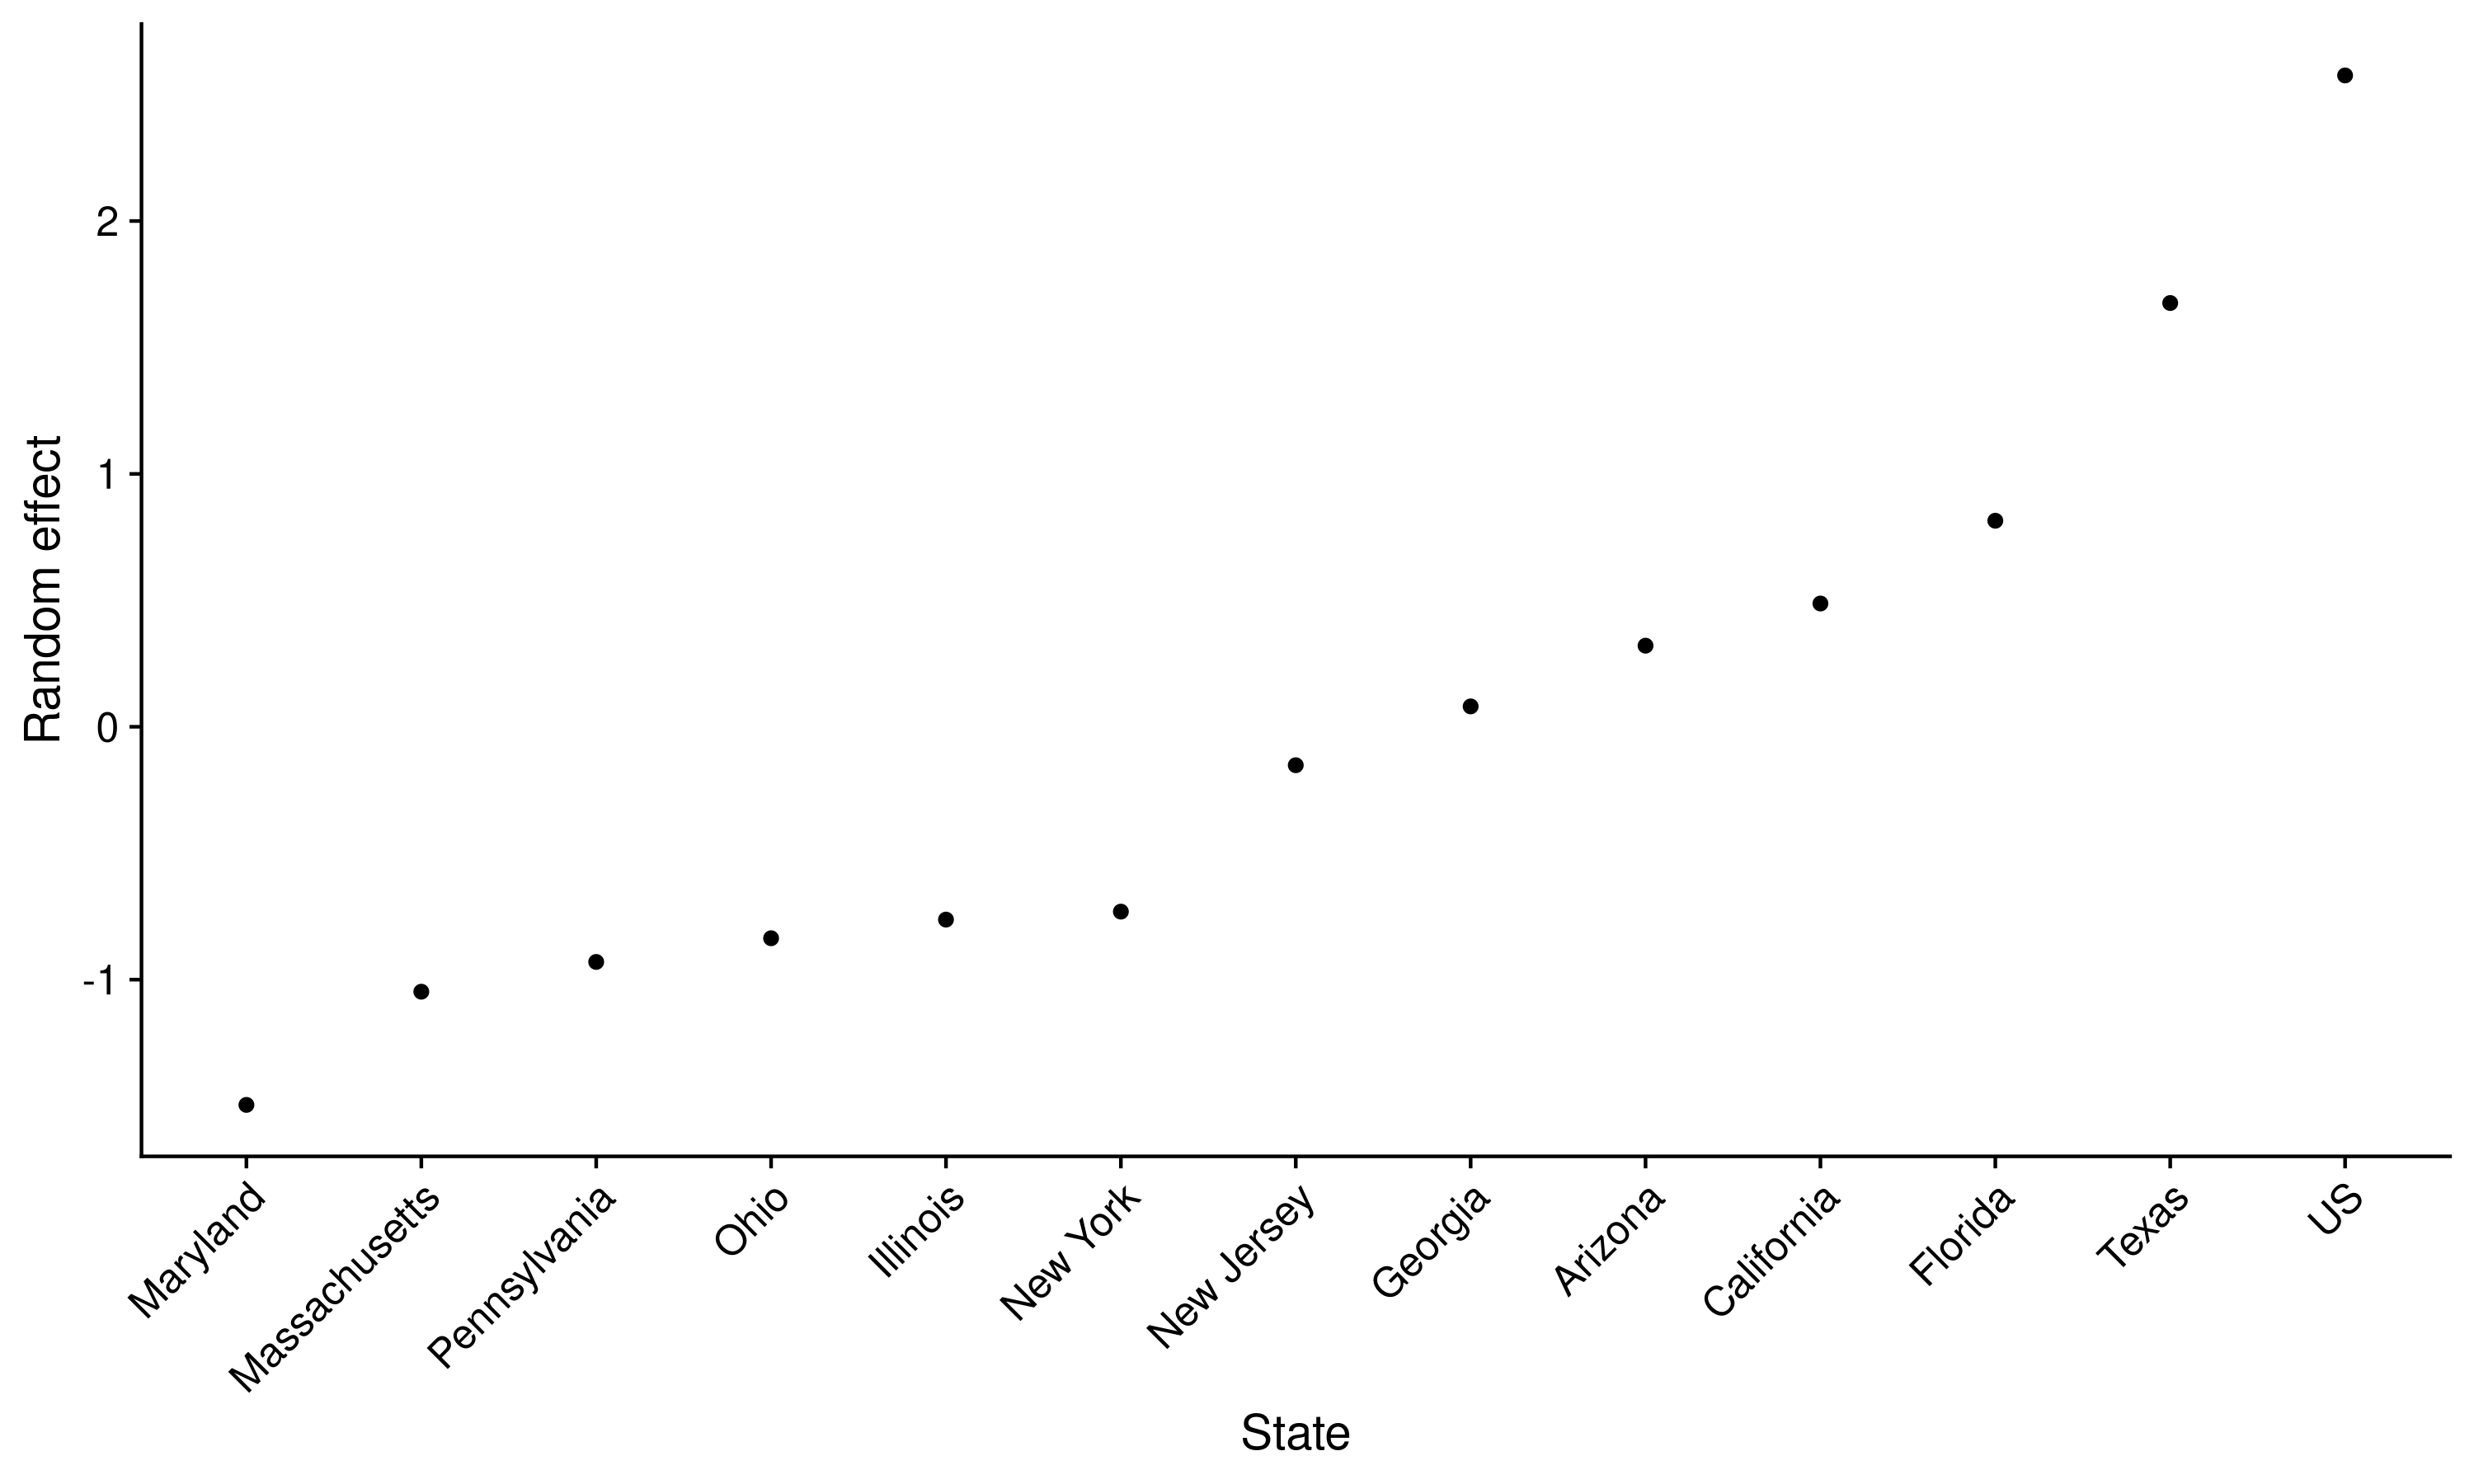 Random effect
2
1
0
-1
Maryland
Massachusetts
Pennsylvania
Ohio
Illinois
New York
New Jersey
Georgia
Arizona
California
Florida
Texas
US
State